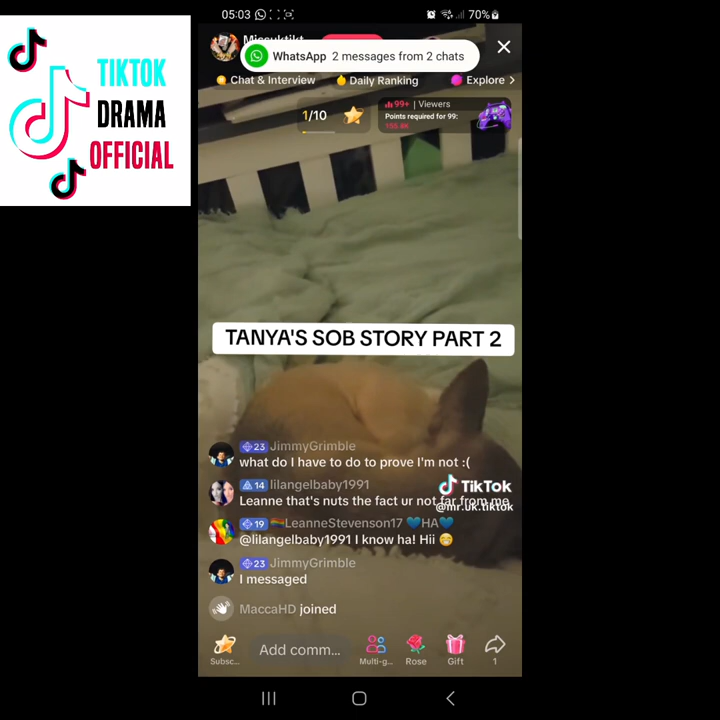 TIKTOK
DRAMA
OFFICIAL
05:03
70%
WhatsApp 2 messages from 2 chats
Chat & Interview
Daily Ranking
Explore >
1/10
99+ | Viewers
Points required for 99:
TANYA'S SOB STORY PART 2
23 JimmyGrimble
what do I have to do to prove I'm not :(
14 lilangelbaby1991
Leanne that's nuts the fact ur not far from me
TikTok
@mr.uk.tiktok
19 🏳️‍🌈LeanneStevenson17 💙HA💙
@lilangelbaby1991 I know ha! Hii 😁
23 JimmyGrimble
I messaged
MaccaHD joined
Subsc...
Add comm...
Multi-g...
Rose
Gift
1